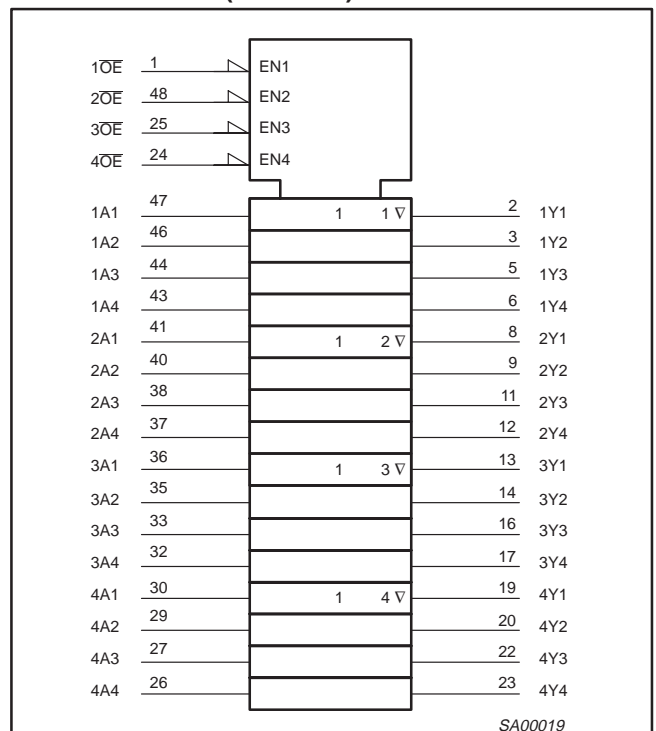 1O̅E̅ 1 EN1
2O̅E̅ 48 EN2
3O̅E̅ 25 EN3
4O̅E̅ 24 EN4
1A1 47 1 1 ∇ 2 1Y1
1A2 46 3 1Y2
1A3 44 5 1Y3
1A4 43 6 1Y4
2A1 41 1 2 ∇ 8 2Y1
2A2 40 9 2Y2
2A3 38 11 2Y3
2A4 37 12 2Y4
3A1 36 1 3 ∇ 13 3Y1
3A2 35 14 3Y2
3A3 33 16 3Y3
3A4 32 17 3Y4
4A1 30 1 4 ∇ 19 4Y1
4A2 29 20 4Y2
4A3 27 22 4Y3
4A4 26 23 4Y4
SA00019